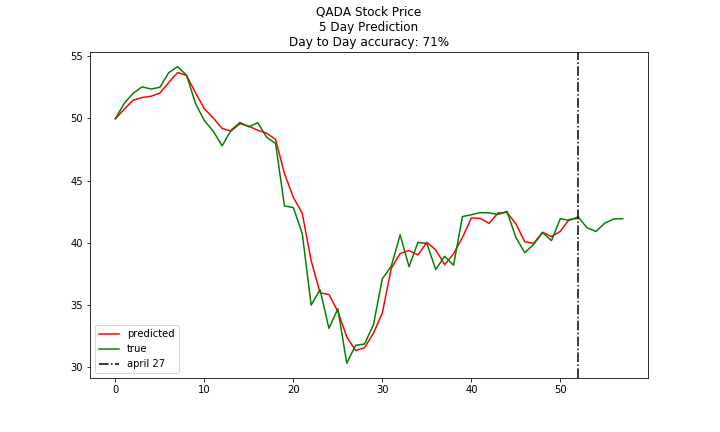 QADA Stock Price
5 Day Prediction
Day to Day accuracy: 71%
55
50
45
40
35
30
predicted
true
april 27
0
10
20
30
40
50